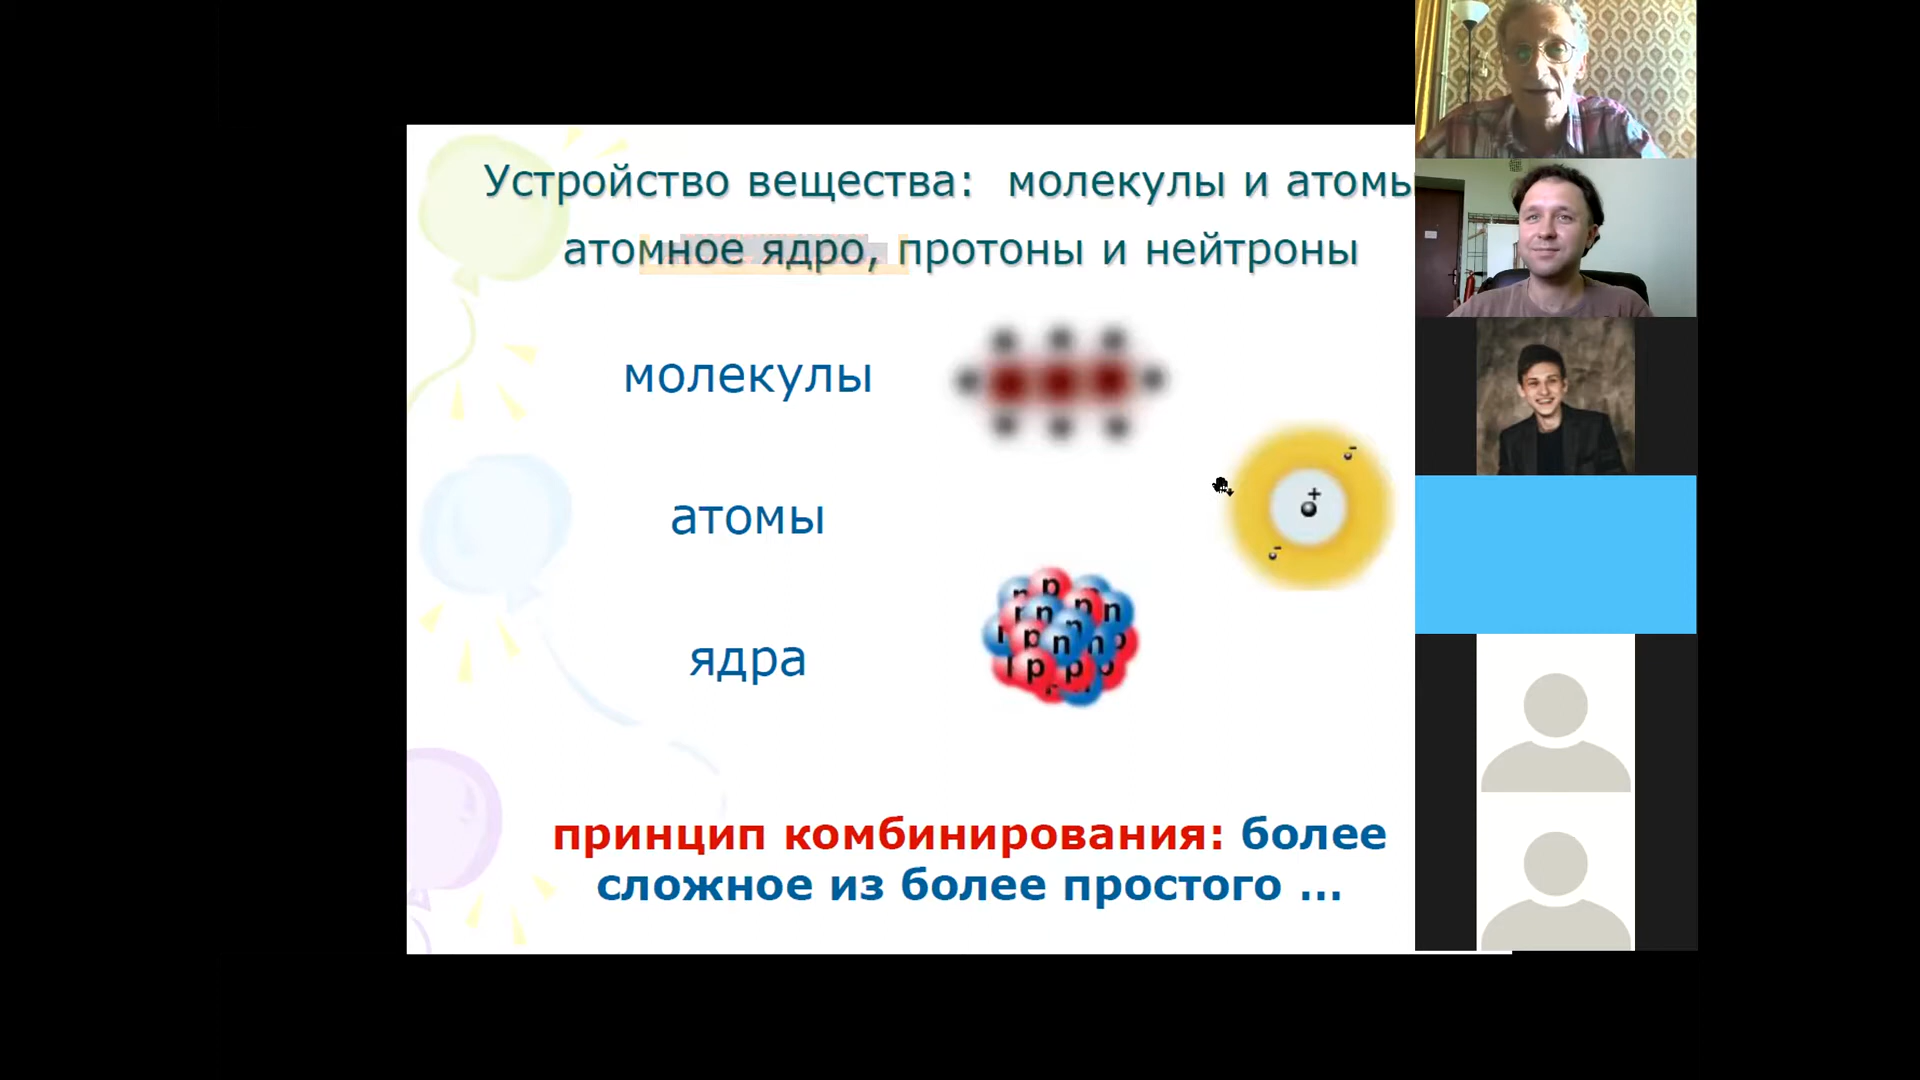 Устройство вещества: молекулы и атомы
атомное ядро, протоны и нейтроны
молекулы
атомы
ядра
принцип комбинирования: более
сложное из более простого ...
+
-
-
p
n
p
n
n
p
n
n
p
p
p